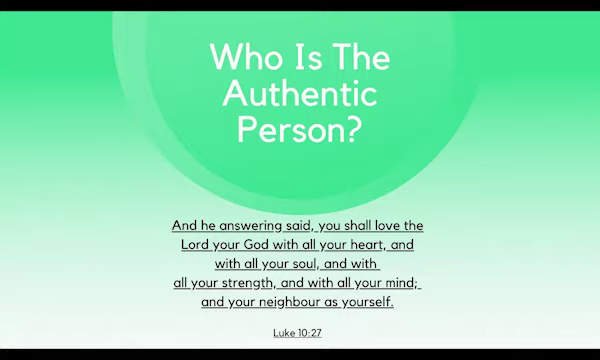 Who Is The
Authentic
Person?
And he answering said, you shall love the
Lord your God with all your heart, and
with all your soul, and with
all your strength, and with all your mind;
and your neighbour as yourself.
Luke 10:27